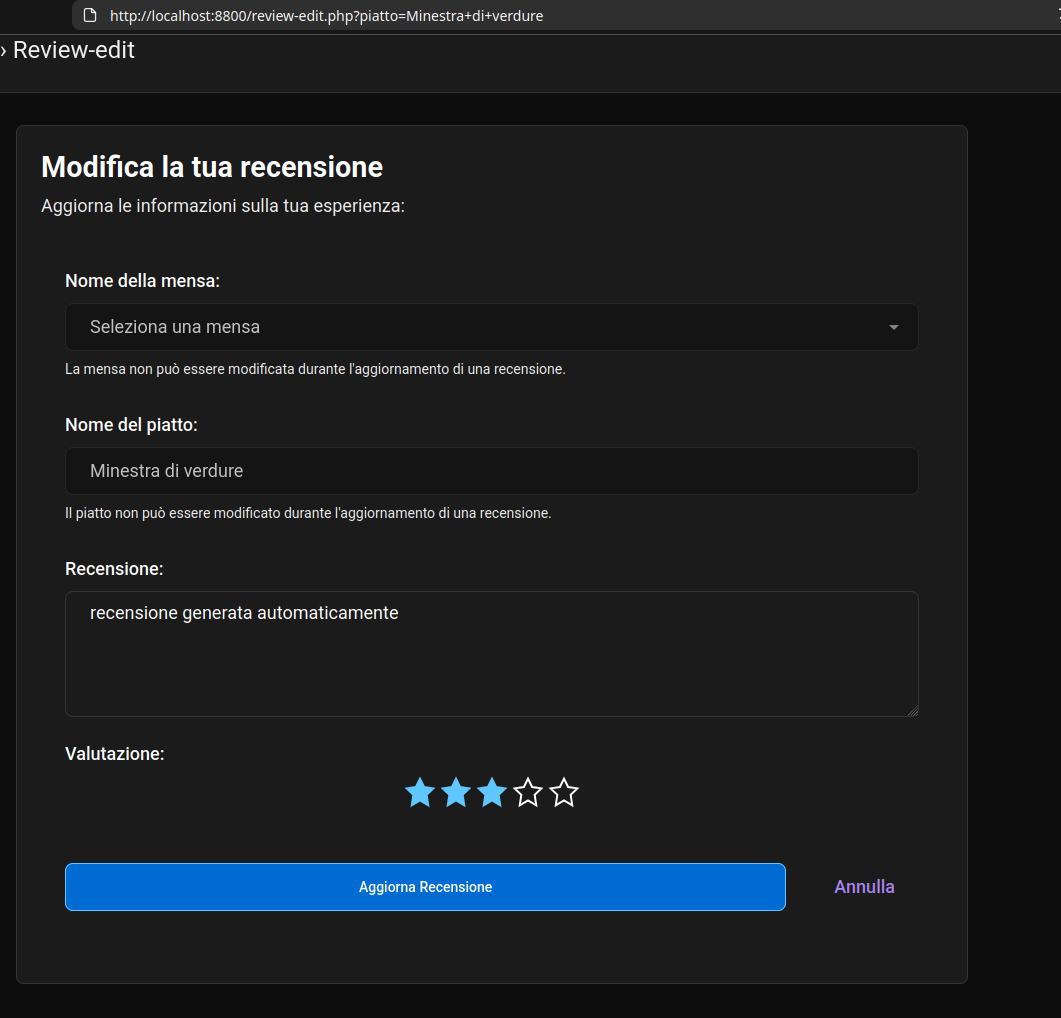 http://localhost:8800/review-edit.php?piatto=Minestra+di+verdure
› Review-edit
Modifica la tua recensione
Aggiorna le informazioni sulla tua esperienza:
Nome della mensa:
Seleziona una mensa
La mensa non può essere modificata durante l'aggiornamento di una recensione.
Nome del piatto:
Minestra di verdure
Il piatto non può essere modificato durante l'aggiornamento di una recensione.
Recensione:
recensione generata automaticamente
Valutazione:
Aggiorna Recensione
Annulla